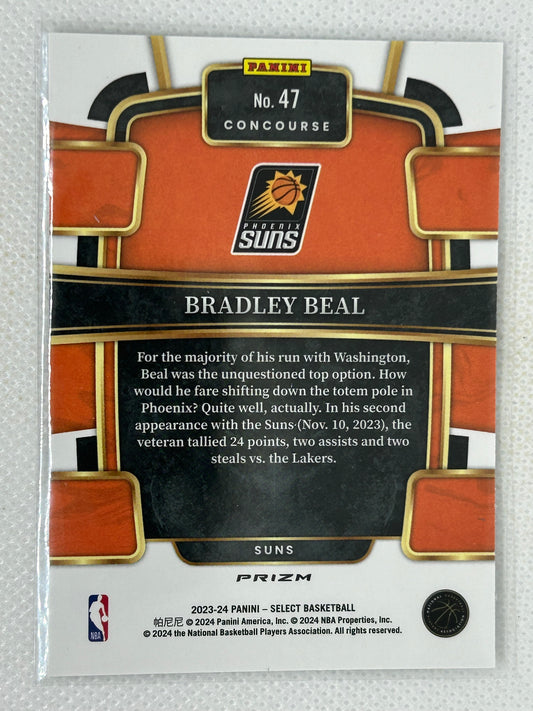 PANINI
No. 47
CONCOURSE
PHOENIX
SUNS
BRADLEY BEAL
For the majority of his run with Washington,
Beal was the unquestioned top option. How
would he fare shifting down the totem pole in
Phoenix? Quite well, actually. In his second
appearance with the Suns (Nov. 10, 2023), the
veteran tallied 24 points, two assists and two
steals vs. the Lakers.
SUNS
PRIZM
2023-24 PANINI – SELECT BASKETBALL
帕尼尼 © 2024 Panini America, Inc. © 2024 NBA Properties, Inc.
© 2024 the National Basketball Players Association. All rights reserved.
NBA